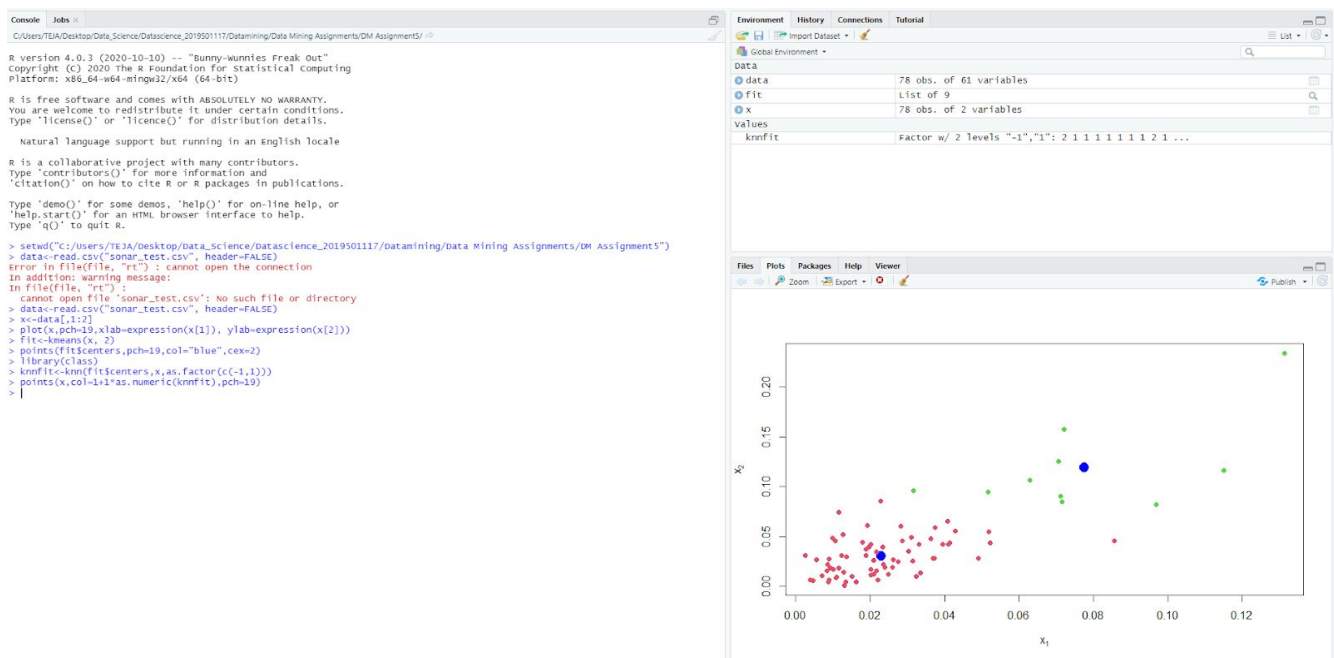 Console Jobs
C:/Users/TEJA/Desktop/Data_Science/Datascience_2019501117/Datamining/Data Mining Assignments/DM Assignment5/
R version 4.0.3 (2020-10-10) -- "Bunny-Wunnies Freak Out"
Copyright (C) 2020 The R Foundation for Statistical Computing
Platform: x86_64-w64-mingw32/x64 (64-bit)
R is free software and comes with ABSOLUTELY NO WARRANTY.
You are welcome to redistribute it under certain conditions.
Type 'license()' or 'licence()' for distribution details.
Natural language support but running in an English locale
R is a collaborative project with many contributors.
Type 'contributors()' for more information and
'citation()' on how to cite R or R packages in publications.
Type 'demo()' for some demos, 'help()' for on-line help, or
'help.start()' for an HTML browser interface to help.
Type 'q()' to quit R.
> setwd("C:/Users/TEJA/Desktop/Data_Science/Datascience_2019501117/Datamining/Data Mining Assignments/DM Assignment5")
> data<-read.csv("sonar_test.csv", header=FALSE)
Error in file(file, "rt") : cannot open the connection
In addition: Warning message:
In file(file, "rt") :
cannot open file 'sonar_test.csv': No such file or directory
> data<-read.csv("sonar_test.csv", header=FALSE)
> x<-data[,1:2]
> plot(x,pch=19,xlab=expression(x[1]), ylab=expression(x[2]))
> fit<-kmeans(x, 2)
> points(fit$centers,pch=19,col="blue",cex=2)
> library(class)
> knnfit<-knn(fit$centers,x,as.factor(c(-1,1)))
> points(x,col=1+1*as.numeric(knnfit),pch=19)
>
Environment History Connections Tutorial
Import Dataset List
Global Environment
Data
data 78 obs. of 61 variables
fit List of 9
x 78 obs. of 2 variables
Values
knnfit Factor w/ 2 levels "-1","1": 2 1 1 1 1 1 1 1 2 1 ...
Files Plots Packages Help Viewer
Zoom Export Publish
0.20
0.15
0.10
0.05
0.00
x2
0.00 0.02 0.04 0.06 0.08 0.10 0.12
x1